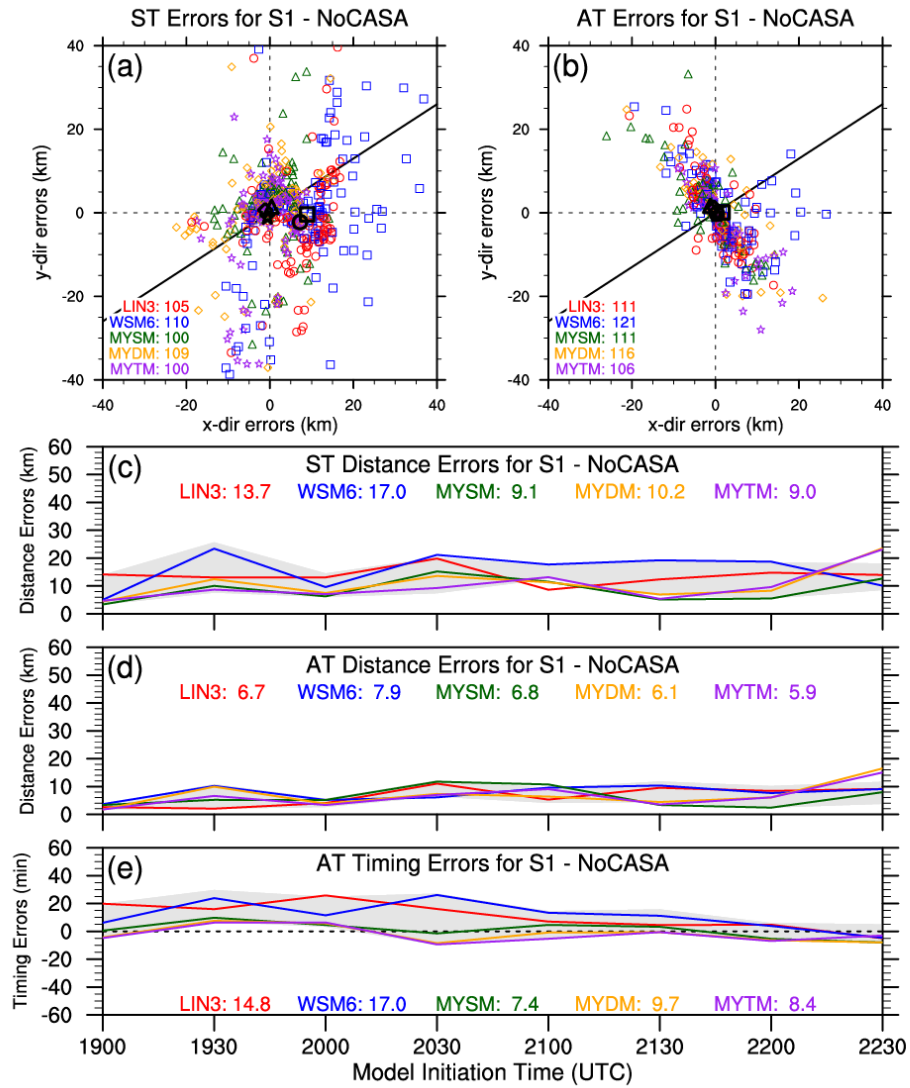 ST Errors for S1 - NoCASA
AT Errors for S1 - NoCASA
(a)
(b)
40
20
0
-20
-40
y-dir errors (km)
LIN3: 105
WSM6: 110
MYSM: 100
MYDM: 109
MYTM: 100
-40 -20 0 20 40
x-dir errors (km)
40
20
0
-20
-40
y-dir errors (km)
LIN3: 111
WSM6: 121
MYSM: 111
MYDM: 116
MYTM: 106
-40 -20 0 20 40
x-dir errors (km)
(c)
ST Distance Errors for S1 - NoCASA
LIN3: 13.7 WSM6: 17.0 MYSM: 9.1 MYDM: 10.2 MYTM: 9.0
60
50
40
30
20
10
0
Distance Errors (km)
(d)
AT Distance Errors for S1 - NoCASA
LIN3: 6.7 WSM6: 7.9 MYSM: 6.8 MYDM: 6.1 MYTM: 5.9
60
50
40
30
20
10
0
Distance Errors (km)
(e)
AT Timing Errors for S1 - NoCASA
60
40
20
0
-20
-40
-60
Timing Errors (min)
LIN3: 14.8 WSM6: 17.0 MYSM: 7.4 MYDM: 9.7 MYTM: 8.4
1900 1930 2000 2030 2100 2130 2200 2230
Model Initiation Time (UTC)